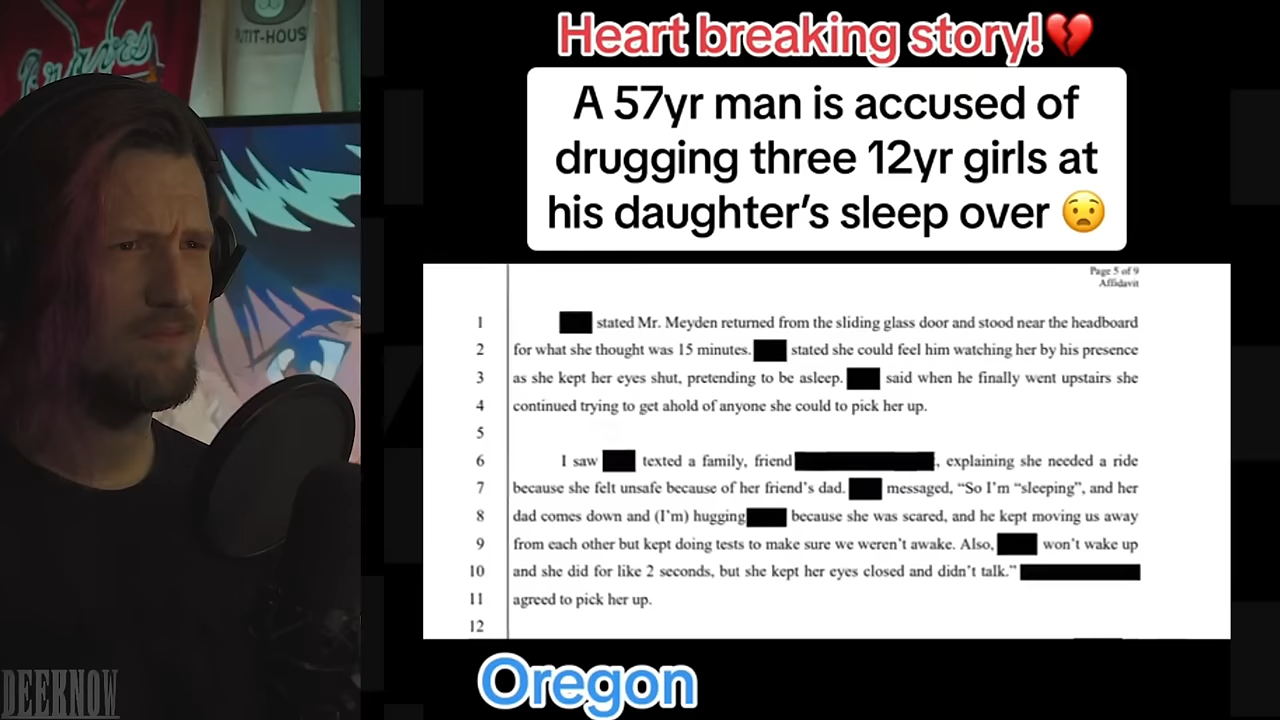 Braves
PUTIT-HOUS
Heart breaking story!💔
A 57yr man is accused of
drugging three 12yr girls at
his daughter’s sleep over 😧
Page 5 of 9
Affidavit
1 stated Mr. Meyden returned from the sliding glass door and stood near the headboard
2 for what she thought was 15 minutes. stated she could feel him watching her by his presence
3 as she kept her eyes shut, pretending to be asleep. said when he finally went upstairs she
4 continued trying to get ahold of anyone she could to pick her up.
5
6 I saw texted a family, friend , explaining she needed a ride
7 because she felt unsafe because of her friend’s dad. messaged, “So I’m “sleeping”, and her
8 dad comes down and (I’m) hugging because she was scared, and he kept moving us away
9 from each other but kept doing tests to make sure we weren’t awake. Also, won’t wake up
10 and she did for like 2 seconds, but she kept her eyes closed and didn’t talk.”
11 agreed to pick her up.
12
Oregon
DEEKNOW